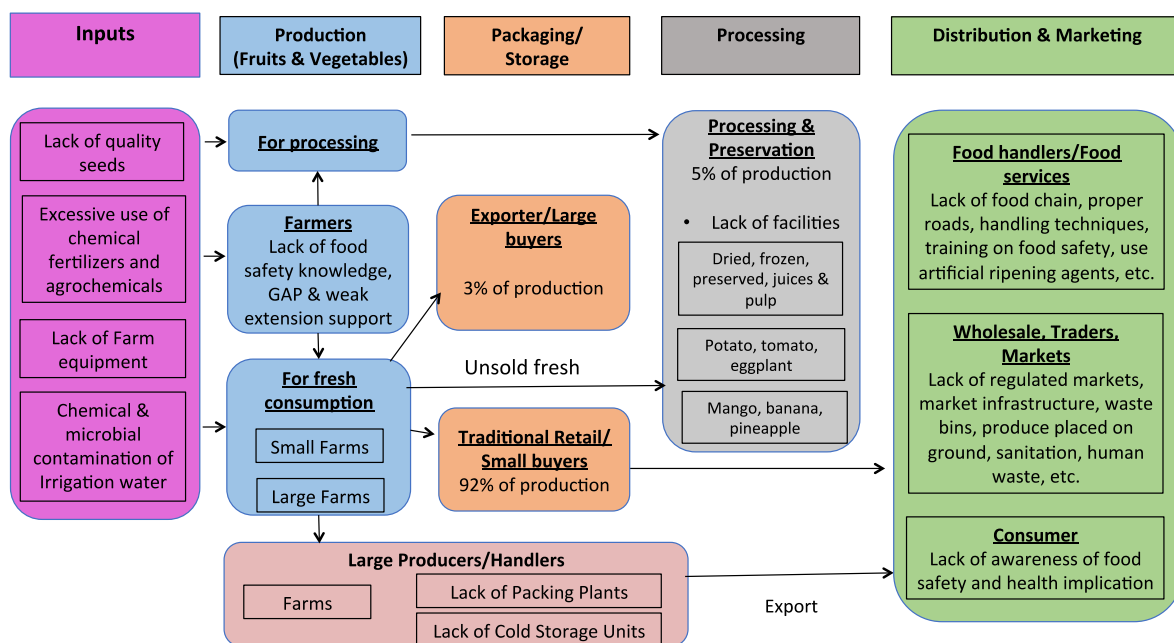 Inputs
Production
(Fruits & Vegetables)
Packaging/
Storage
Processing
Distribution & Marketing
Lack of quality
seeds
Excessive use of
chemical
fertilizers and
agrochemicals
Lack of Farm
equipment
Chemical &
microbial
contamination of
Irrigation water
For processing
Farmers
Lack of food
safety knowledge,
GAP & weak
extension support
For fresh
consumption
Small Farms
Large Farms
Exporter/Large
buyers
3% of production
Unsold fresh
Traditional Retail/
Small buyers
92% of production
Large Producers/Handlers
Farms
Lack of Packing Plants
Lack of Cold Storage Units
Export
Processing &
Preservation
5% of production
• Lack of facilities
Dried, frozen,
preserved, juices &
pulp
Potato, tomato,
eggplant
Mango, banana,
pineapple
Food handlers/Food
services
Lack of food chain, proper
roads, handling techniques,
training on food safety, use
artificial ripening agents, etc.
Wholesale, Traders,
Markets
Lack of regulated markets,
market infrastructure, waste
bins, produce placed on
ground, sanitation, human
waste, etc.
Consumer
Lack of awareness of food
safety and health implication